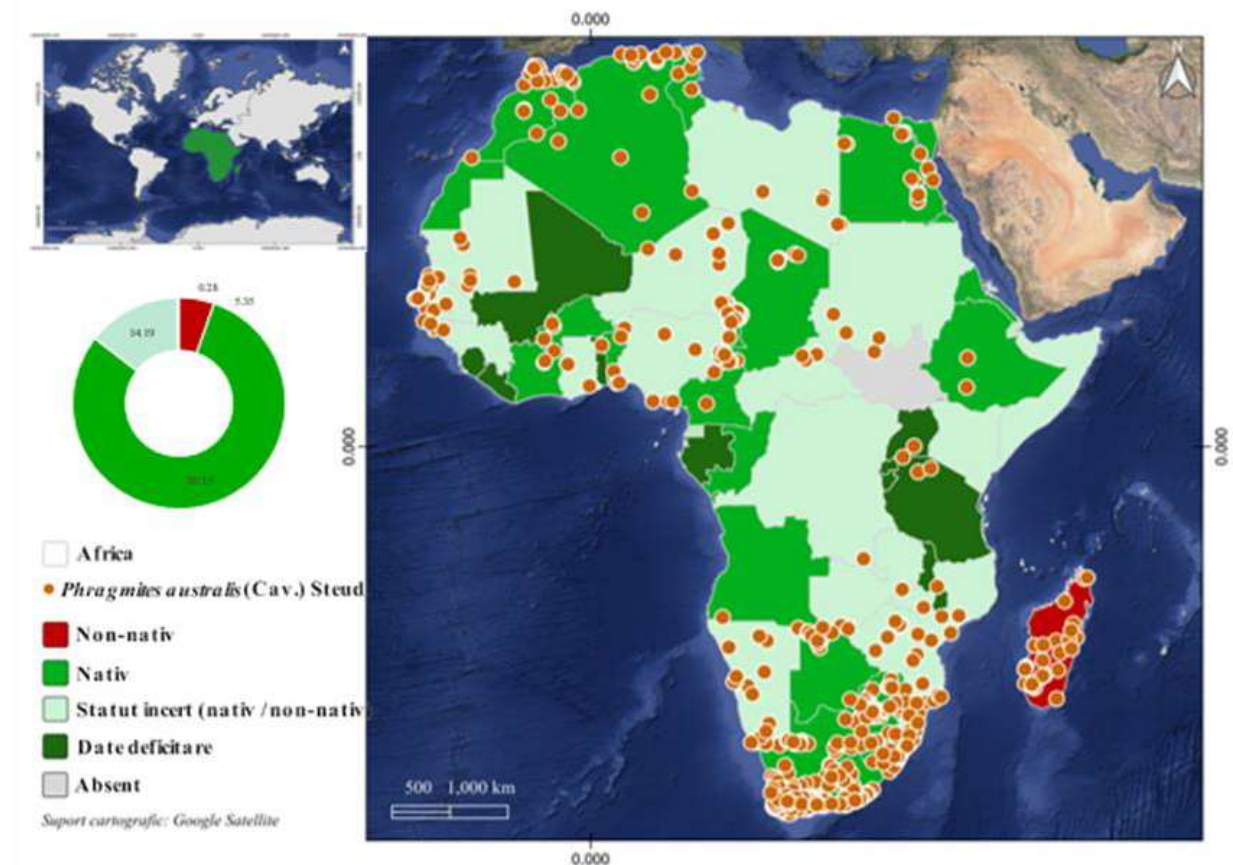 0.000
N
0.28
5.35
14.19
Africa
Phragmites australis (Cav.) Steud
Non-nativ
Nativ
Statut incert (nativ /non-nativ
Date deficitare
Absent
Suport cartografic: Google Satellite
0.000
0.000
500 1,000 km
0.000